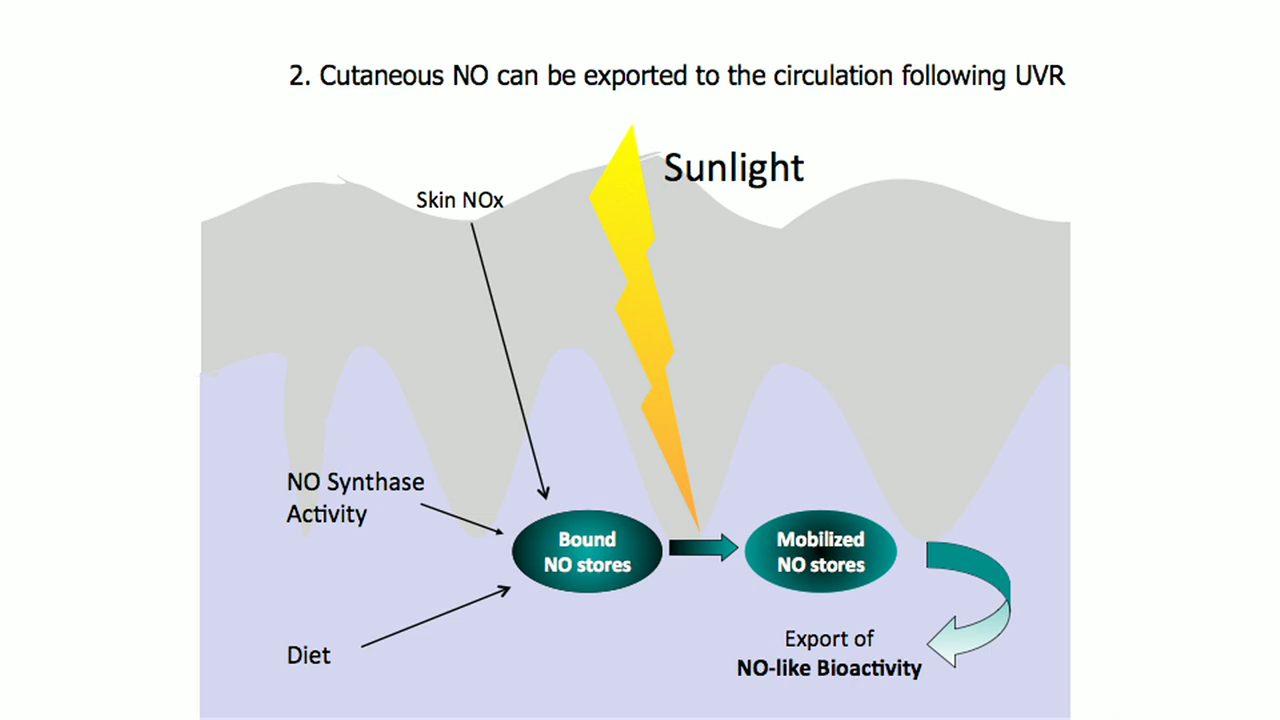 2. Cutaneous NO can be exported to the circulation following UVR
Sunlight
Skin NOx
NO Synthase
Activity
Bound
NO stores
Mobilized
NO stores
Diet
Export of
NO-like Bioactivity